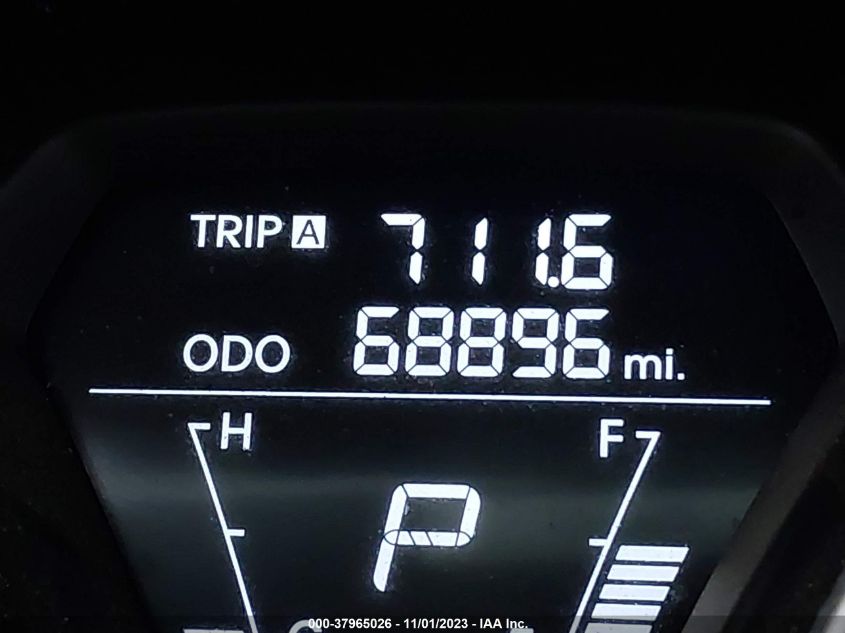 TRIP A 711.6
ODO 68896 mi.
H F
P
000-37965026 - 11/01/2023 - IAA Inc.